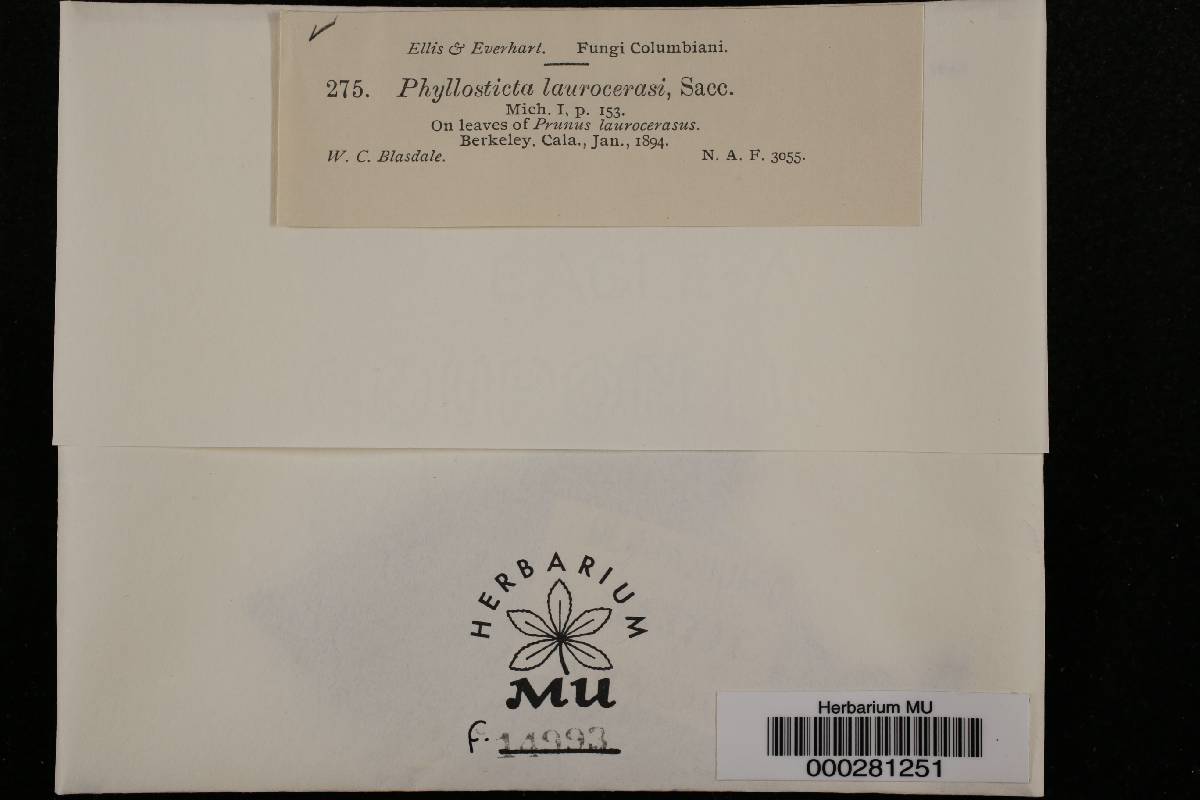 Ellis & Everhart. Fungi Columbiani.
275. Phyllosticta laurocerasi, Sacc.
Mich. I, p. 153.
On leaves of Prunus laurocerasus.
Berkeley, Cala., Jan., 1894.
W. C. Blasdale. N. A. F. 3055.
HERBARIUM
MU
F. 14993
Herbarium MU
000281251